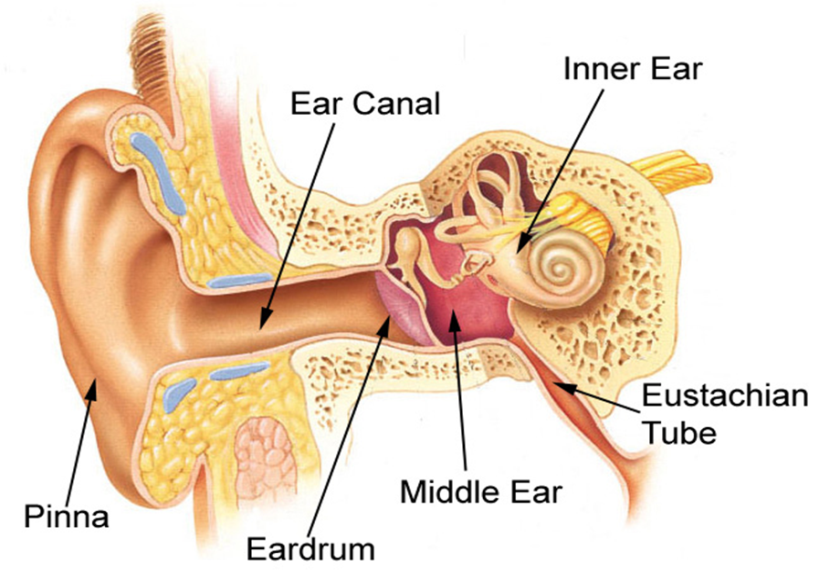 Inner Ear
Ear Canal
Eustachian
Tube
Middle Ear
Pinna
Eardrum